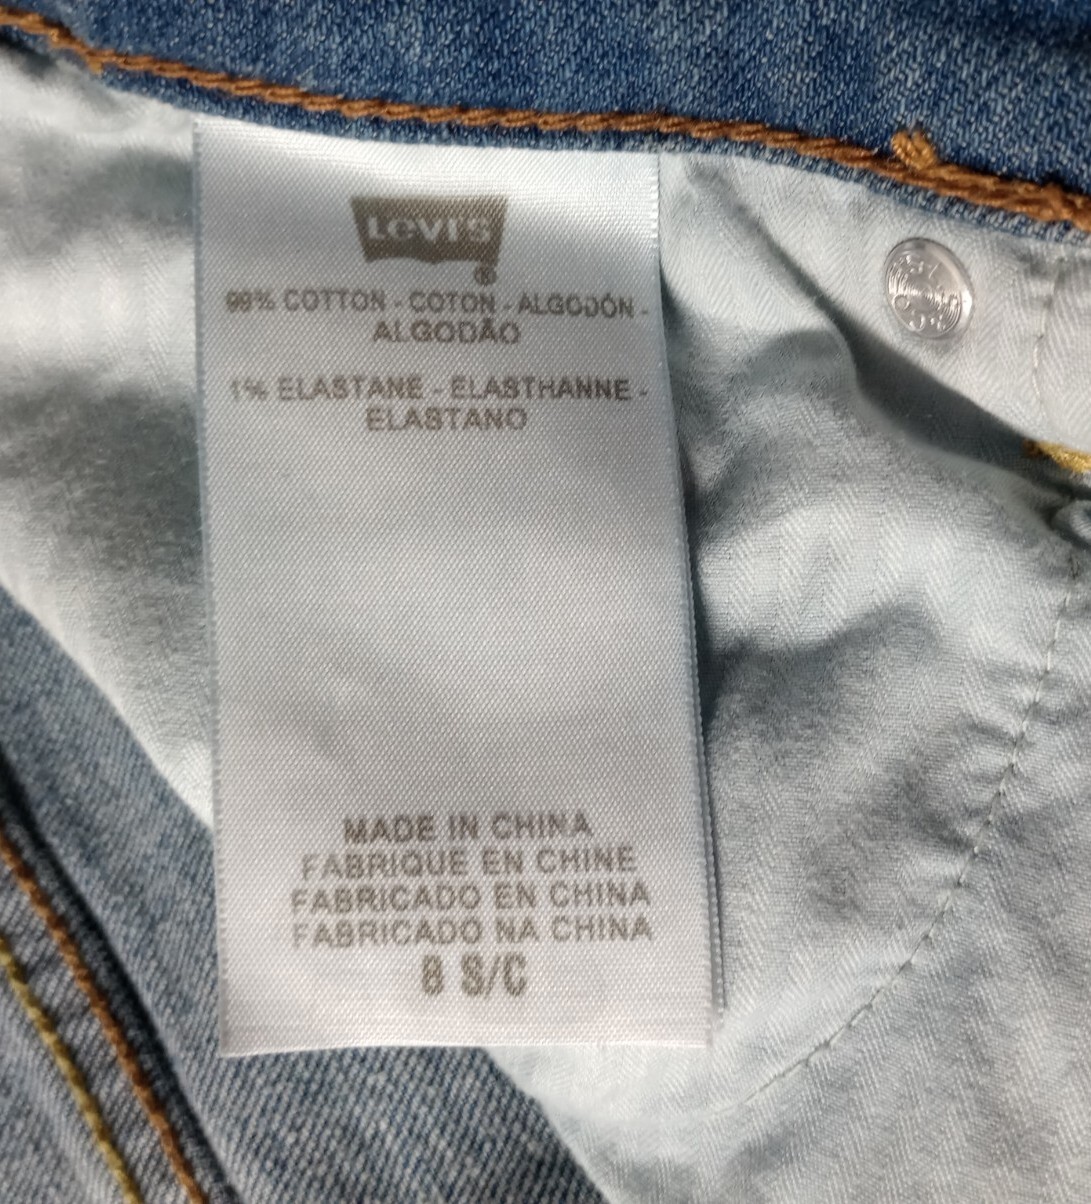 LEVI'S
®
99% COTTON - COTON - ALGODÓN -
ALGODÃO
1% ELASTANE - ELASTHANNE -
ELASTANO
MADE IN CHINA
FABRIQUE EN CHINE
FABRICADO EN CHINA
FABRICADO NA CHINA
8 S/C